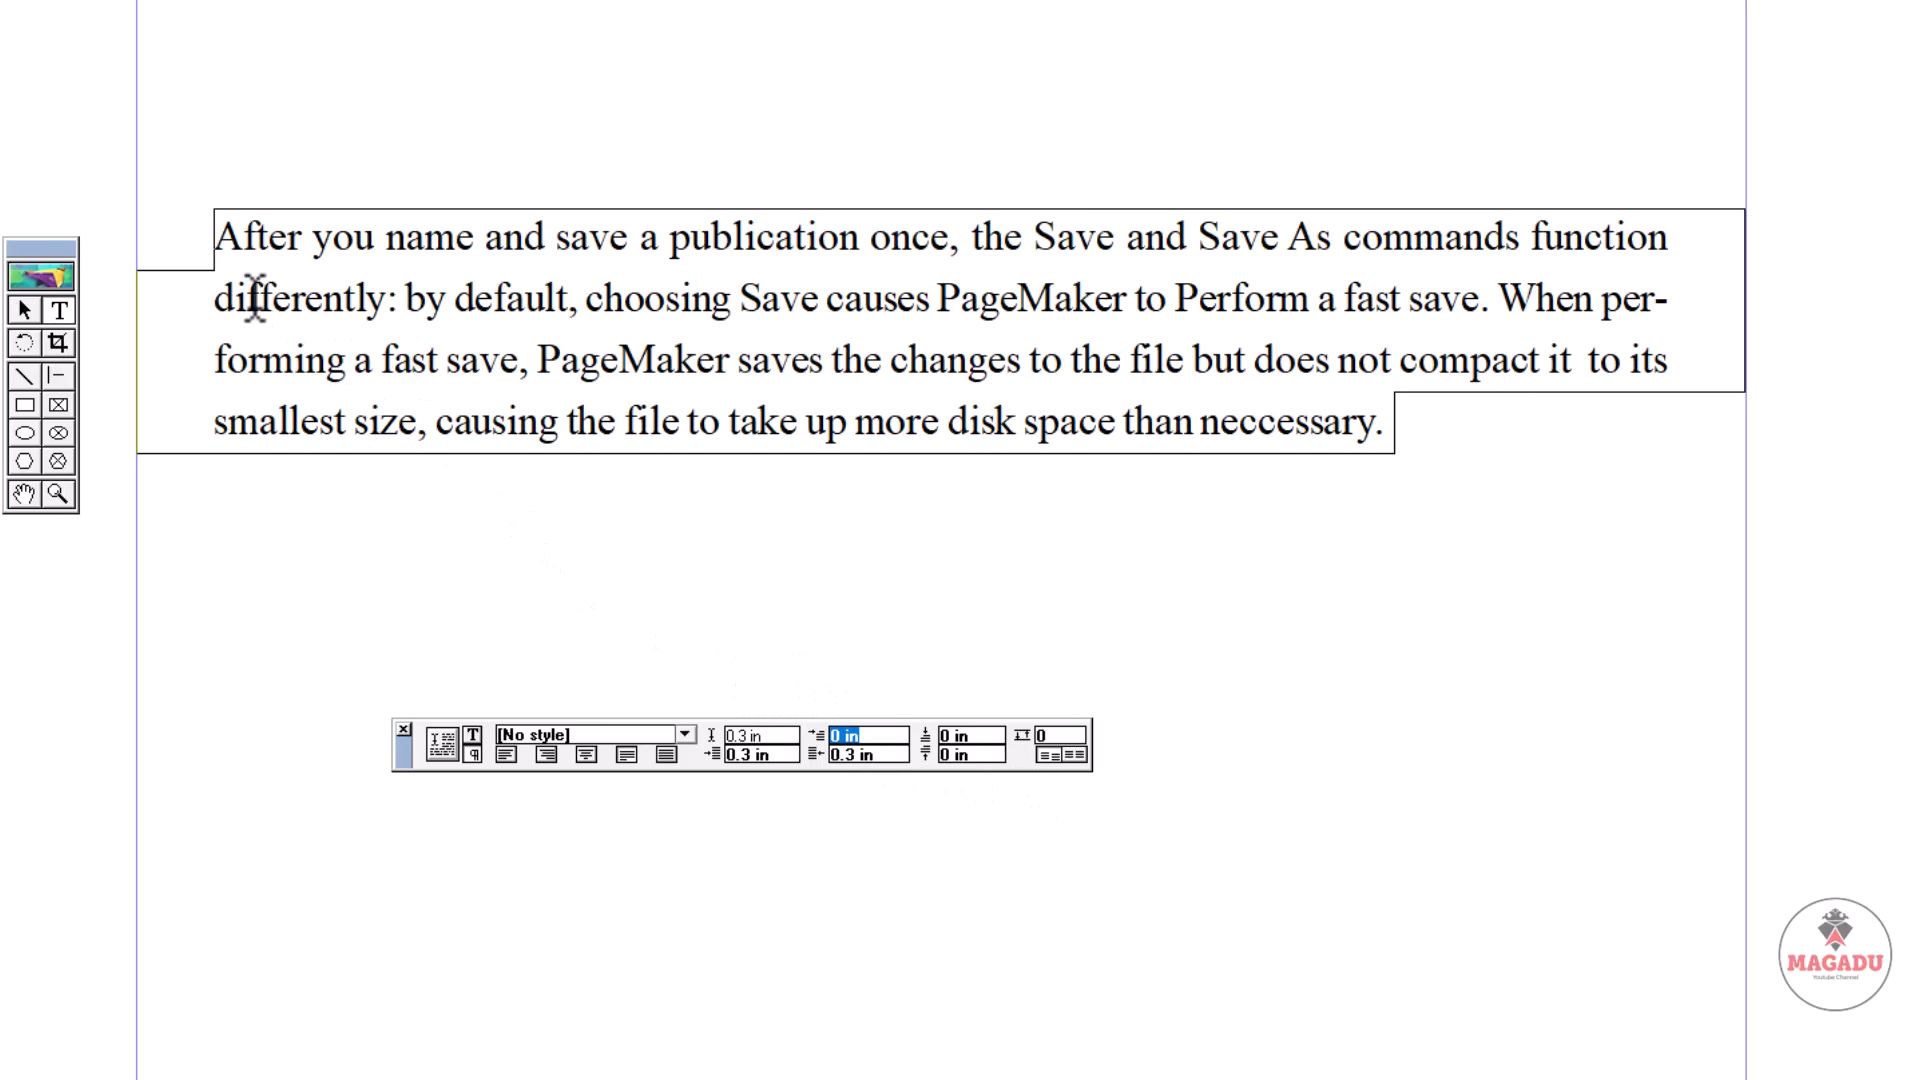 After you name and save a publication once, the Save and Save As commands function
differently: by default, choosing Save causes PageMaker to Perform a fast save. When per-
forming a fast save, PageMaker saves the changes to the file but does not compact it to its
smallest size, causing the file to take up more disk space than neccessary.
T
T [No style] 0.3 in 0 in 0 in 0
¶ 0.3 in 0.3 in 0 in
MAGADU
Youtube Channel